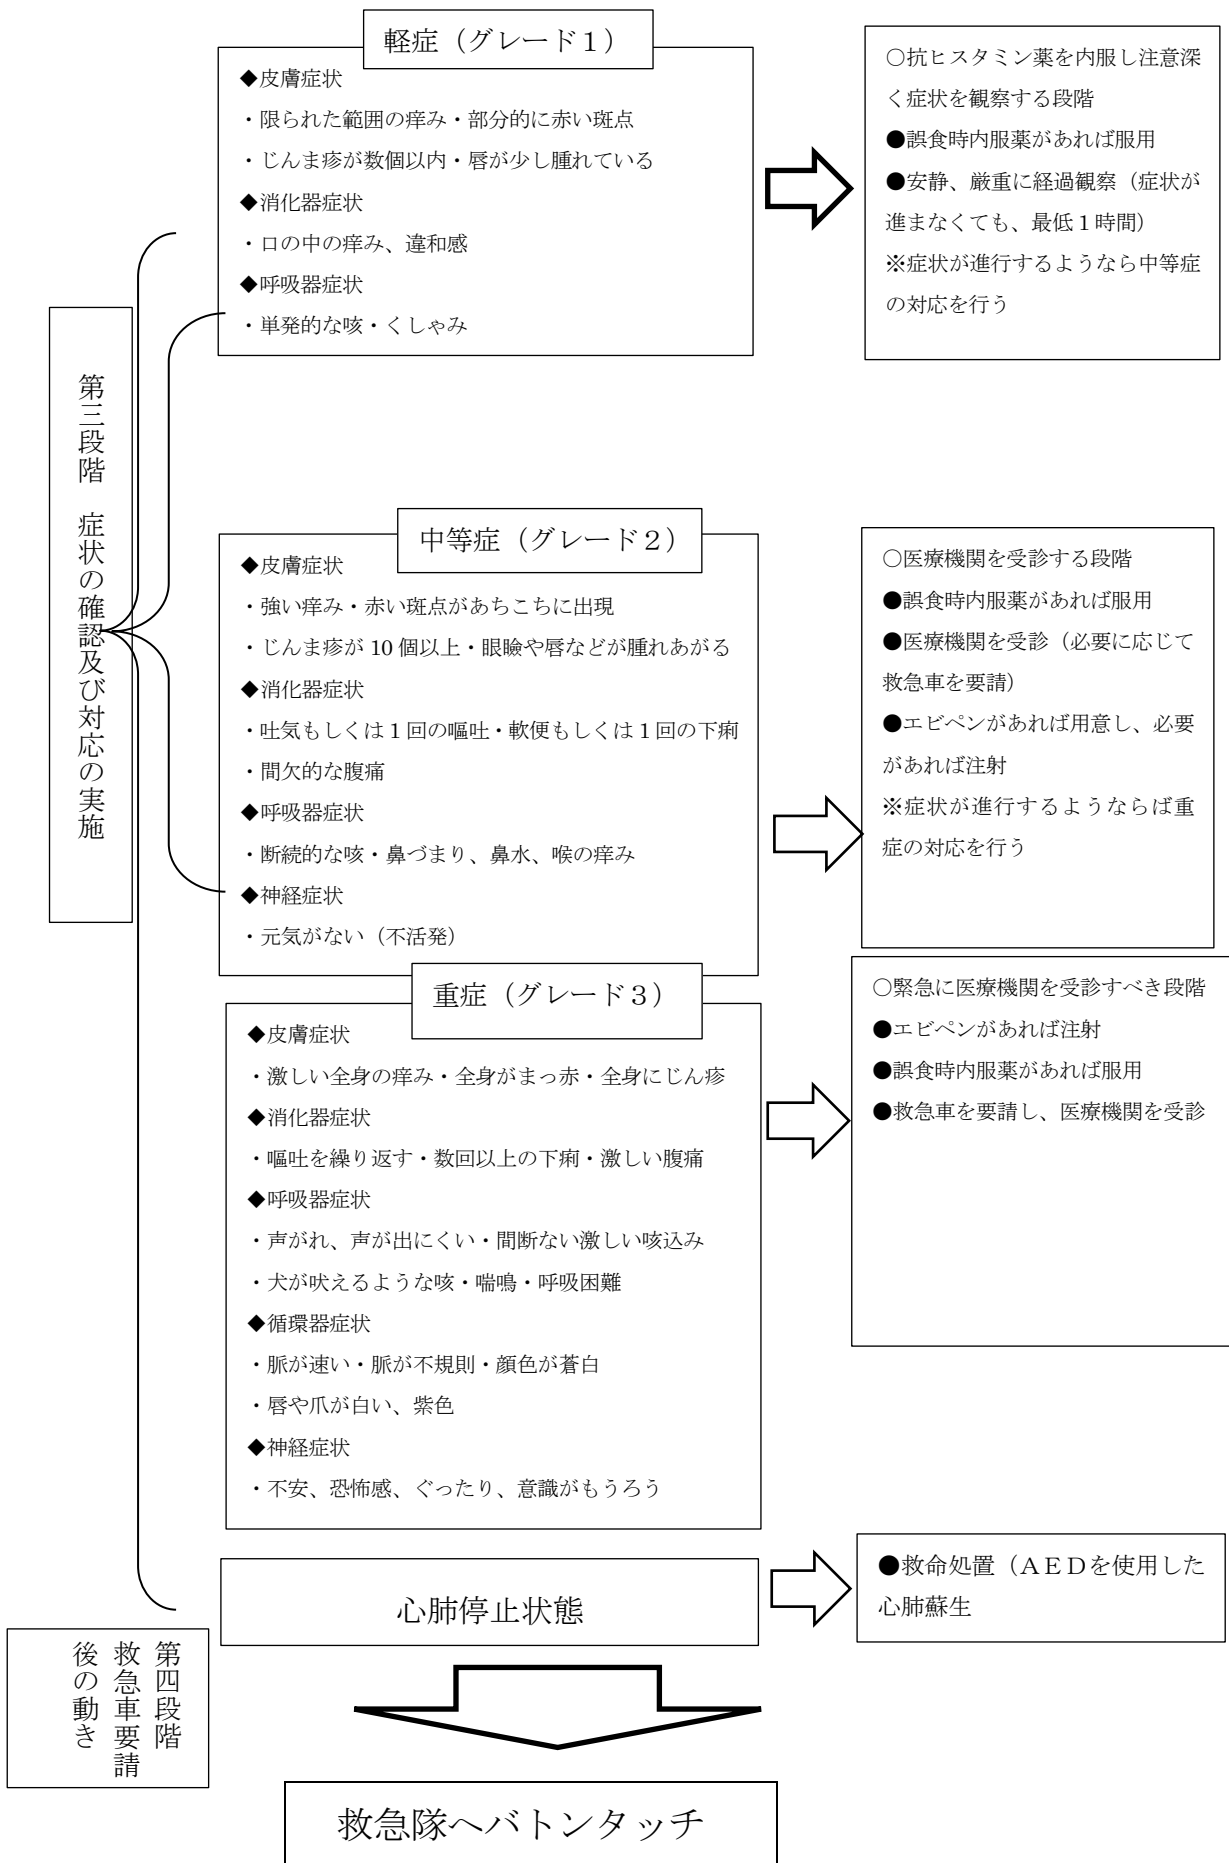 軽症（グレード１）
◆皮膚症状
・限られた範囲の痒み・部分的に赤い斑点
・じんま疹が数個以内・唇が少し腫れている
◆消化器症状
・口の中の痒み、違和感
◆呼吸器症状
・単発的な咳・くしゃみ
○抗ヒスタミン薬を内服し注意深
く症状を観察する段階
●誤食時内服薬があれば服用
●安静、厳重に経過観察（症状が
進まなくても、最低 1 時間）
※症状が進行するようなら中等症
の対応を行う
第三段階　症状の確認及び対応の実施
中等症（グレード２）
◆皮膚症状
・強い痒み・赤い斑点があちこちに出現
・じんま疹が 10 個以上・眼瞼や唇などが腫れあがる
◆消化器症状
・吐気もしくは 1 回の嘔吐・軟便もしくは 1 回の下痢
・間欠的な腹痛
◆呼吸器症状
・断続的な咳・鼻づまり、鼻水、喉の痒み
◆神経症状
・元気がない（不活発）
○医療機関を受診する段階
●誤食時内服薬があれば服用
●医療機関を受診（必要に応じて
救急車を要請）
●エピペンがあれば用意し、必要
があれば注射
※症状が進行するようならば重
症の対応を行う
重症（グレード３）
◆皮膚症状
・激しい全身の痒み・全身がまっ赤・全身にじん疹
◆消化器症状
・嘔吐を繰り返す・数回以上の下痢・激しい腹痛
◆呼吸器症状
・声がれ、声が出にくい・間断ない激しい咳込み
・犬が吠えるような咳・喘鳴・呼吸困難
◆循環器症状
・脈が速い・脈が不規則・顔色が蒼白
・唇や爪が白い、紫色
◆神経症状
・不安、恐怖感、ぐったり、意識がもうろう
○緊急に医療機関を受診すべき段階
●エピペンがあれば注射
●誤食時内服薬があれば服用
●救急車を要請し、医療機関を受診
心肺停止状態
●救命処置（ＡＥＤを使用した
心肺蘇生
第四段階
救急車要請
後の動き
救急隊へバトンタッチ